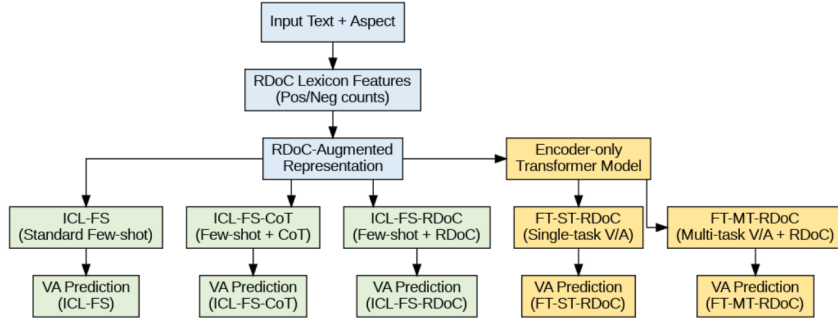 Input Text + Aspect
RDoC Lexicon Features
(Pos/Neg counts)
RDoC-Augmented
Representation
Encoder-only
Transformer Model
ICL-FS
(Standard Few-shot)
ICL-FS-CoT
(Few-shot + CoT)
ICL-FS-RDoC
(Few-shot + RDoC)
FT-ST-RDoC
(Single-task V/A)
FT-MT-RDoC
(Multi-task V/A + RDoC)
VA Prediction
(ICL-FS)
VA Prediction
(ICL-FS-CoT)
VA Prediction
(ICL-FS-RDoC)
VA Prediction
(FT-ST-RDoC)
VA Prediction
(FT-MT-RDoC)